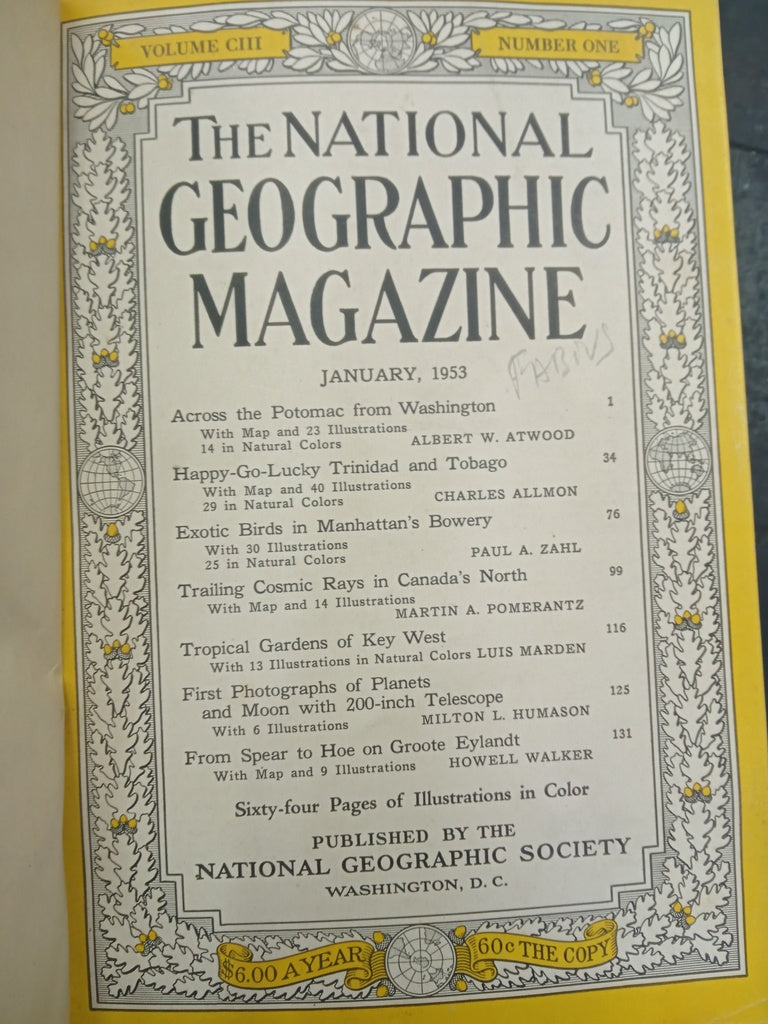 VOLUME CIII
NUMBER ONE
THE NATIONAL
GEOGRAPHIC
MAGAZINE
JANUARY, 1953
FABIUS
Across the Potomac from Washington 1
With Map and 23 Illustrations
14 in Natural Colors ALBERT W. ATWOOD
Happy-Go-Lucky Trinidad and Tobago 34
With Map and 40 Illustrations
29 in Natural Colors CHARLES ALLMON
Exotic Birds in Manhattan's Bowery 76
With 30 Illustrations
25 in Natural Colors PAUL A. ZAHL
Trailing Cosmic Rays in Canada's North 99
With Map and 14 Illustrations
MARTIN A. POMERANTZ
Tropical Gardens of Key West 116
With 13 Illustrations in Natural Colors LUIS MARDEN
First Photographs of Planets
and Moon with 200-inch Telescope 125
With 6 Illustrations MILTON L. HUMASON
From Spear to Hoe on Groote Eylandt 131
With Map and 9 Illustrations HOWELL WALKER
Sixty-four Pages of Illustrations in Color
PUBLISHED BY THE
NATIONAL GEOGRAPHIC SOCIETY
WASHINGTON, D. C.
$6.00 A YEAR
60c THE COPY